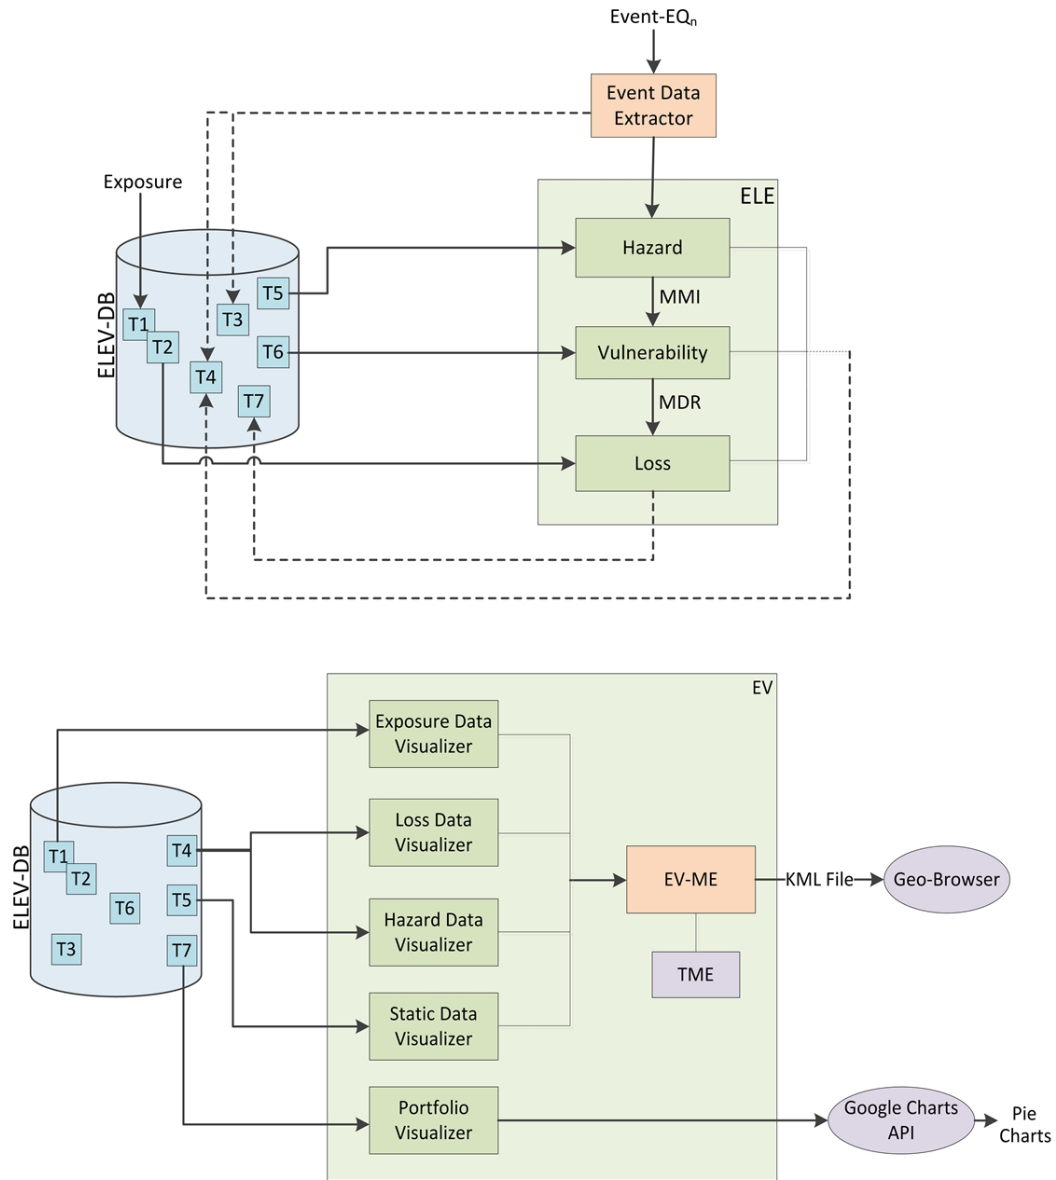 Event-EQn
Event Data
Extractor
Exposure
ELE
Hazard
ELEV-DB
T5
T3
T1
T2
T6
T4
T7
MMI
Vulnerability
MDR
Loss
EV
Exposure Data
Visualizer
ELEV-DB
T1
T2
T4
T6
T5
T3
T7
Loss Data
Visualizer
EV-ME
KML File
Geo-Browser
Hazard Data
Visualizer
TME
Static Data
Visualizer
Portfolio
Visualizer
Google Charts
API
Pie
Charts